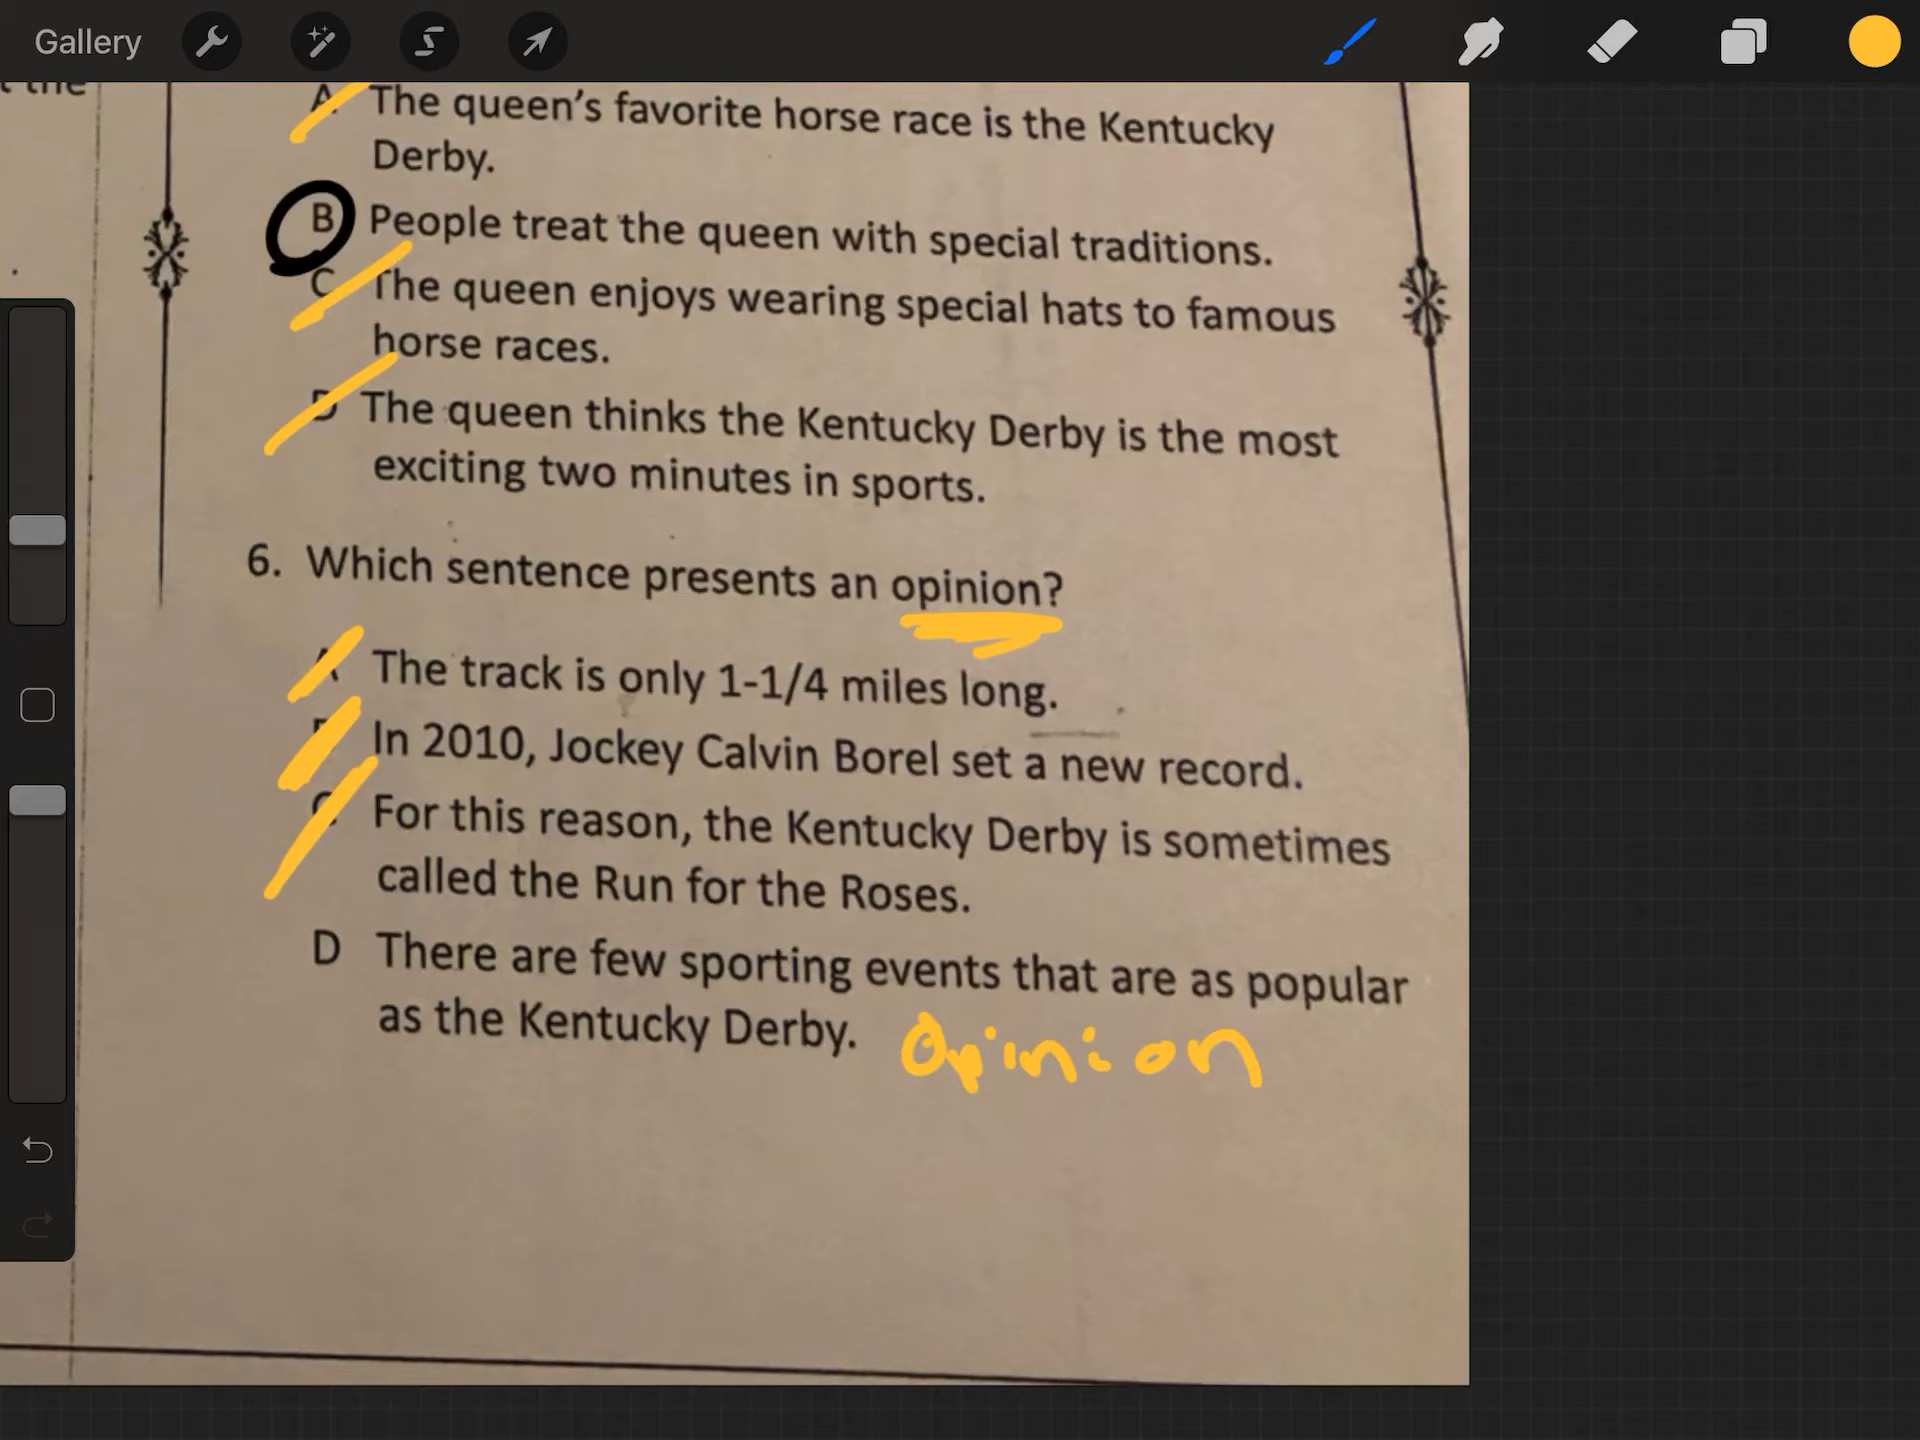 Gallery
t the
A The queen's favorite horse race is the Kentucky
Derby.
B People treat the queen with special traditions.
C The queen enjoys wearing special hats to famous
horse races.
D The queen thinks the Kentucky Derby is the most
exciting two minutes in sports.
6. Which sentence presents an opinion?
A The track is only 1-1/4 miles long.
In 2010, Jockey Calvin Borel set a new record.
C For this reason, the Kentucky Derby is sometimes
called the Run for the Roses.
D There are few sporting events that are as popular
as the Kentucky Derby. Opinion